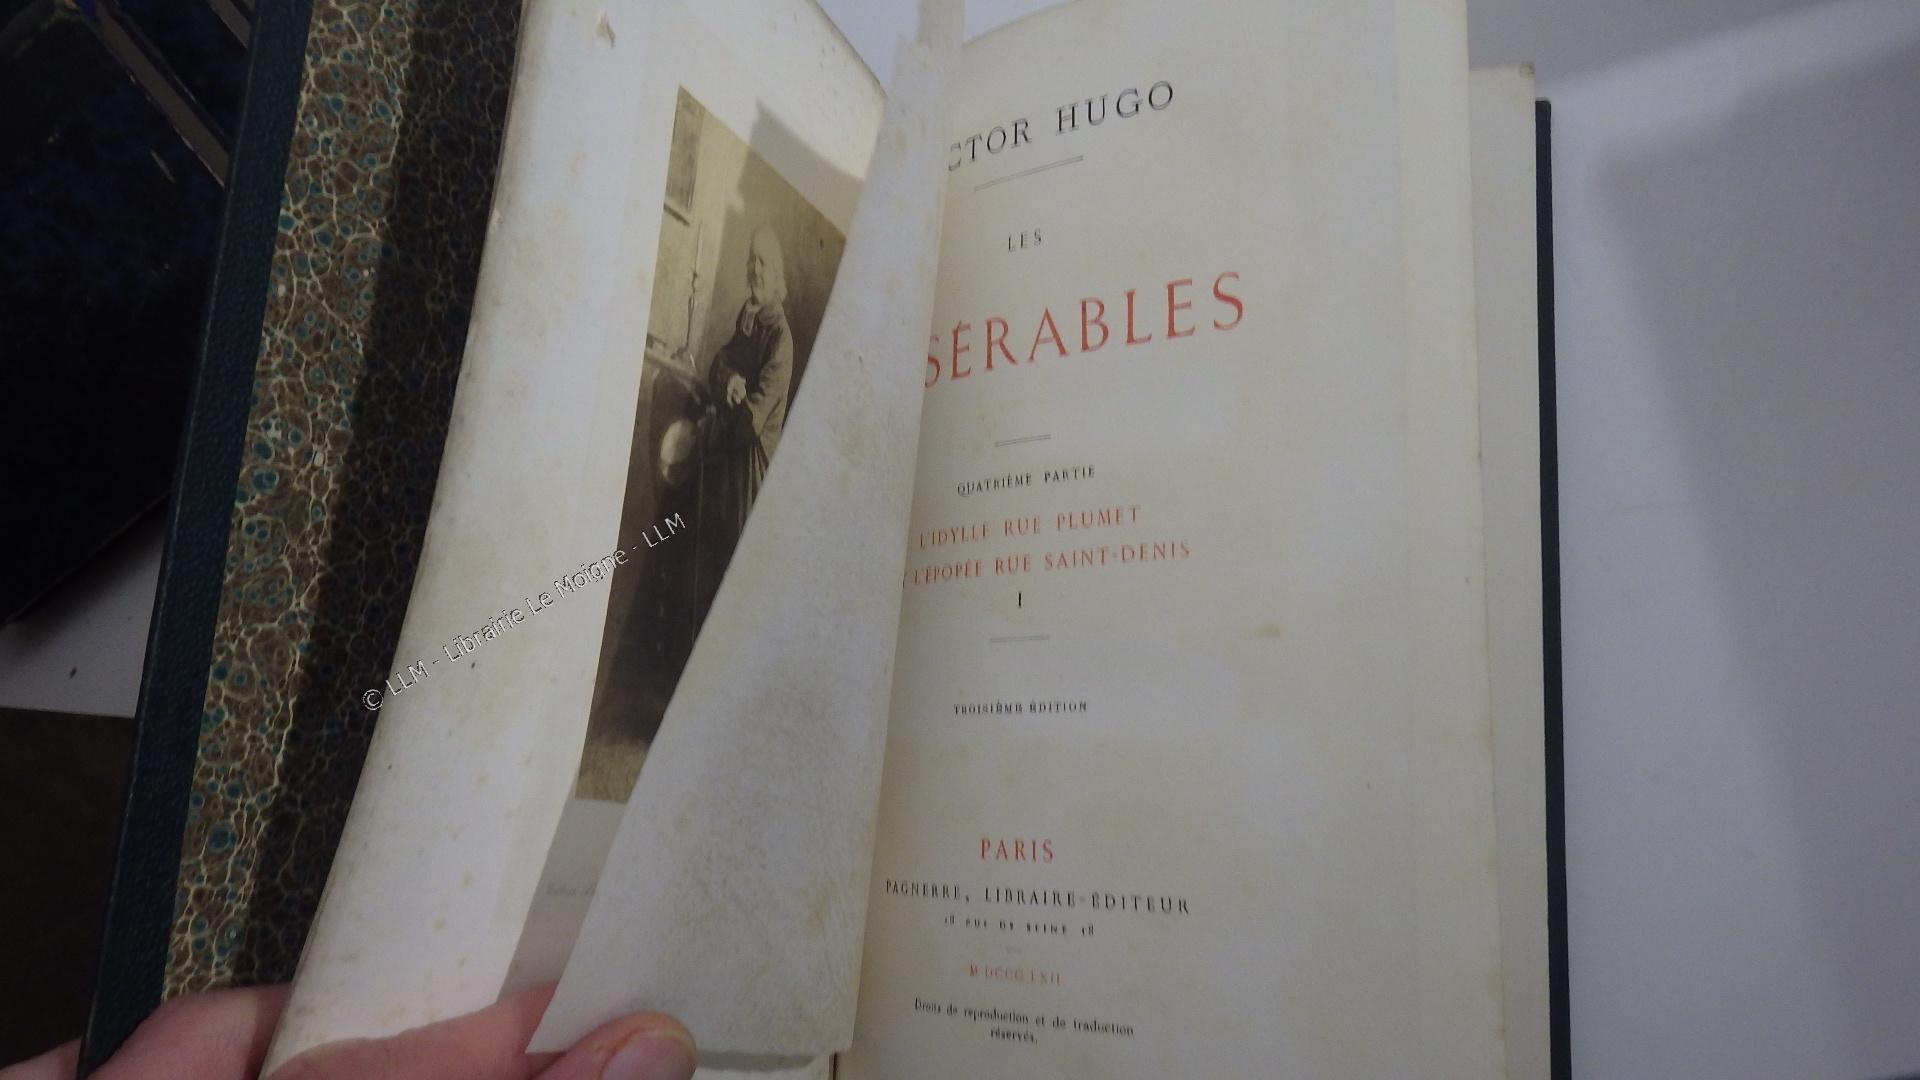 CTOR HUGO
LES
SÉRABLES
QUATRIÈME PARTIE
L'IDYLLE RUE PLUMET
L'ÉPOPÉE RUE SAINT-DENIS
I
TROISIÈME ÉDITION
PARIS
PAGNERRE, LIBRAIRE-ÉDITEUR
18 RUE DE SEINE 18
M DCCC LXII
Droits de reproduction et de traduction
réservés.
© LLM - Librairie Le Moigne - LLM